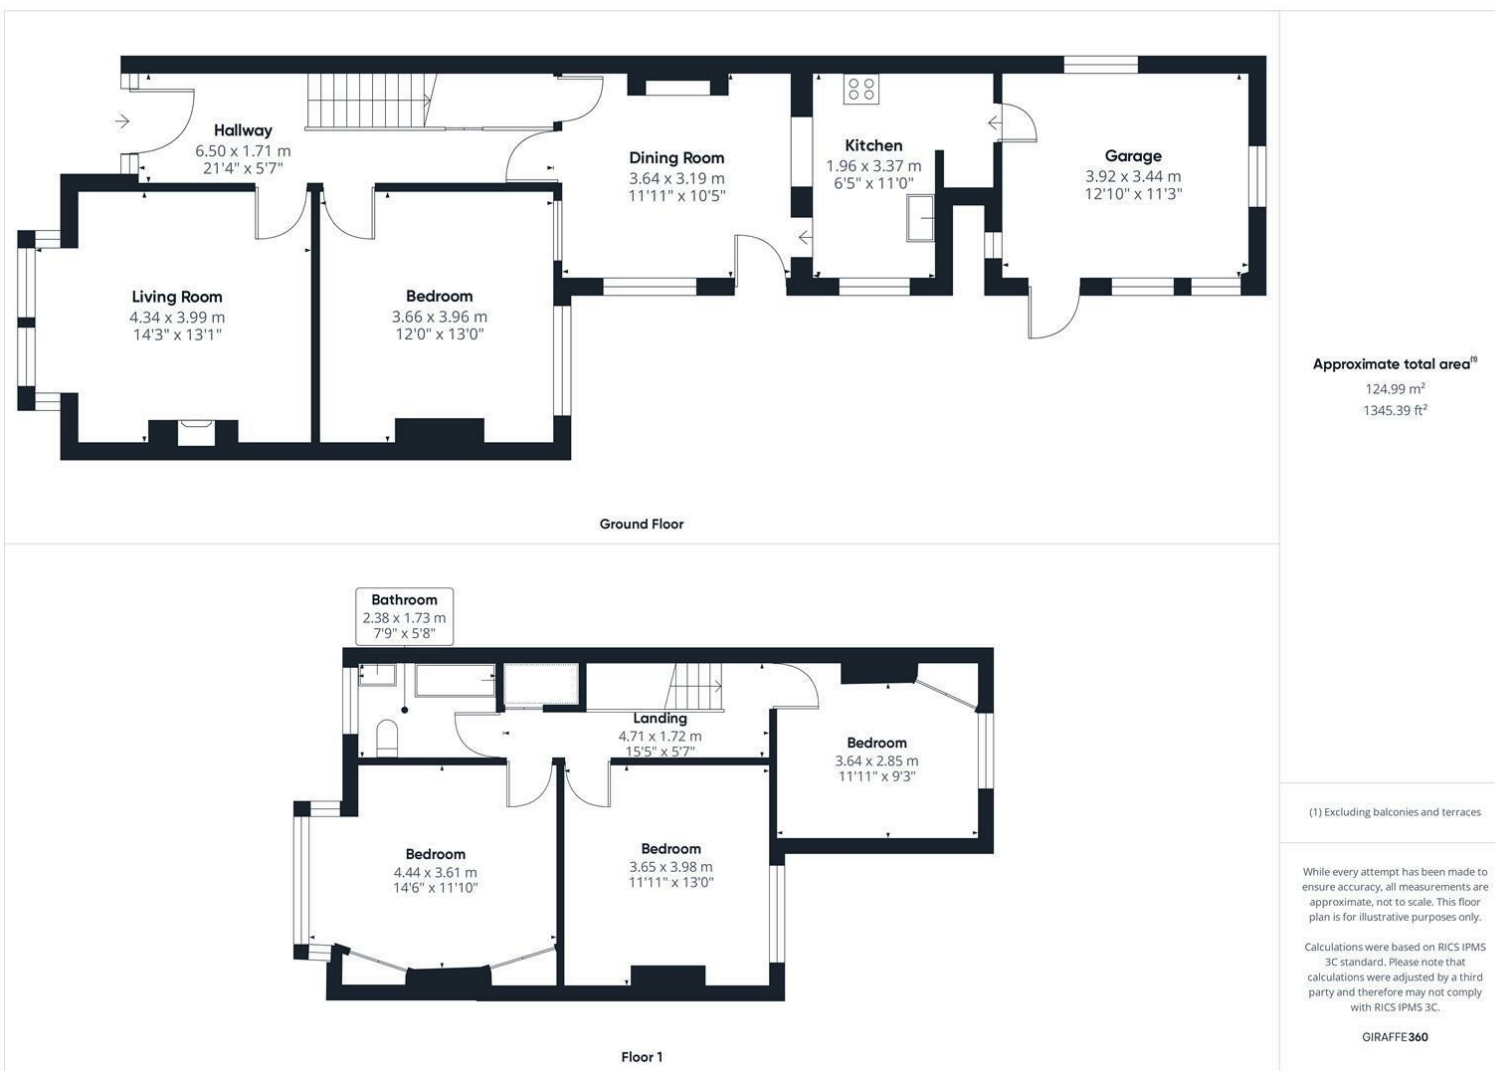 Hallway
6.50 x 1.71 m
21'4" x 5'7"
Dining Room
3.64 x 3.19 m
11'11" x 10'5"
Kitchen
1.96 x 3.37 m
6'5" x 11'0"
Garage
3.92 x 3.44 m
12'10" x 11'3"
Living Room
4.34 x 3.99 m
14'3" x 13'1"
Bedroom
3.66 x 3.96 m
12'0" x 13'0"
Ground Floor
Approximate total area(1)
124.99 m²
1345.39 ft²
Bathroom
2.38 x 1.73 m
7'9" x 5'8"
Landing
4.71 x 1.72 m
15'5" x 5'7"
Bedroom
3.64 x 2.85 m
11'11" x 9'3"
Bedroom
4.44 x 3.61 m
14'6" x 11'10"
Bedroom
3.65 x 3.98 m
11'11" x 13'0"
Floor 1
(1) Excluding balconies and terraces
While every attempt has been made to
ensure accuracy, all measurements are
approximate, not to scale. This floor
plan is for illustrative purposes only.
Calculations were based on RICS IPMS
3C standard. Please note that
calculations were adjusted by a third
party and therefore may not comply
with RICS IPMS 3C.
GIRAFFE360